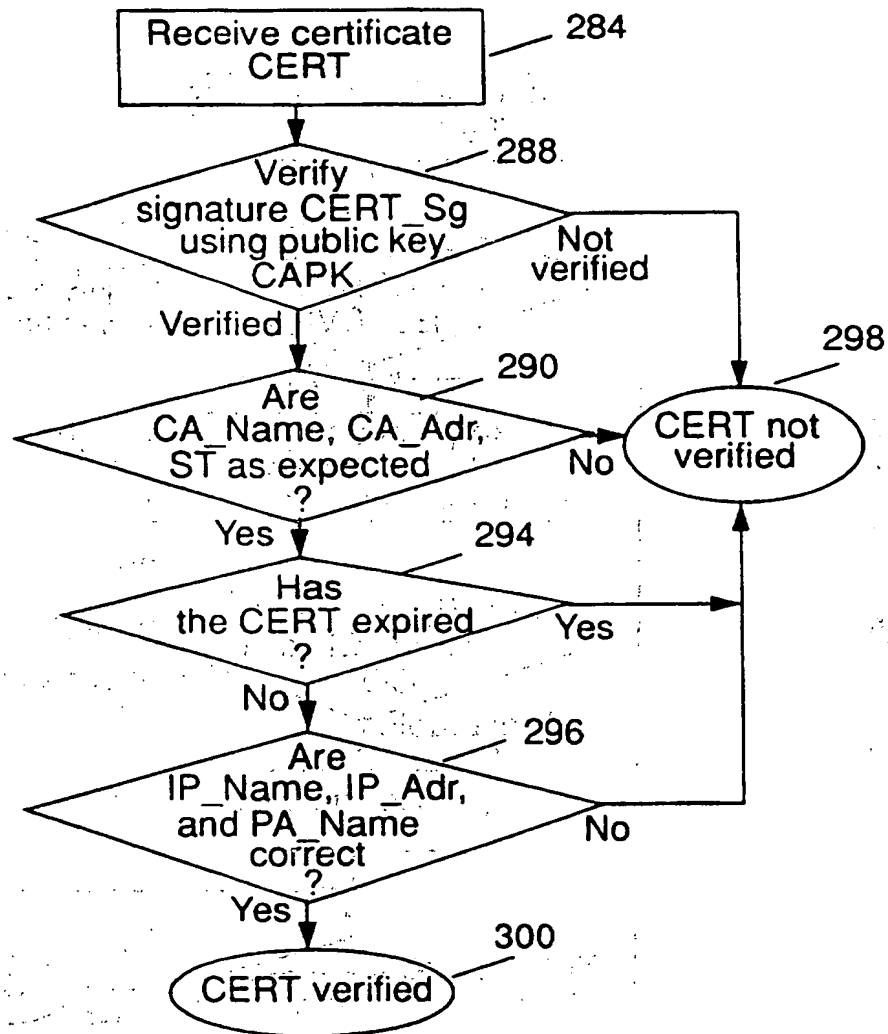 Receive certificate
CERT
284
288
Verify
signature CERT_Sg
using public key
CAPK
Not
verified
Verified
298
290
Are
CA_Name, CA_Adr,
ST as expected
?
No
CERT not
verified
Yes
294
Has
the CERT expired
?
Yes
No
296
Are
IP_Name, IP_Adr,
and PA_Name
correct
?
No
Yes
300
CERT verified